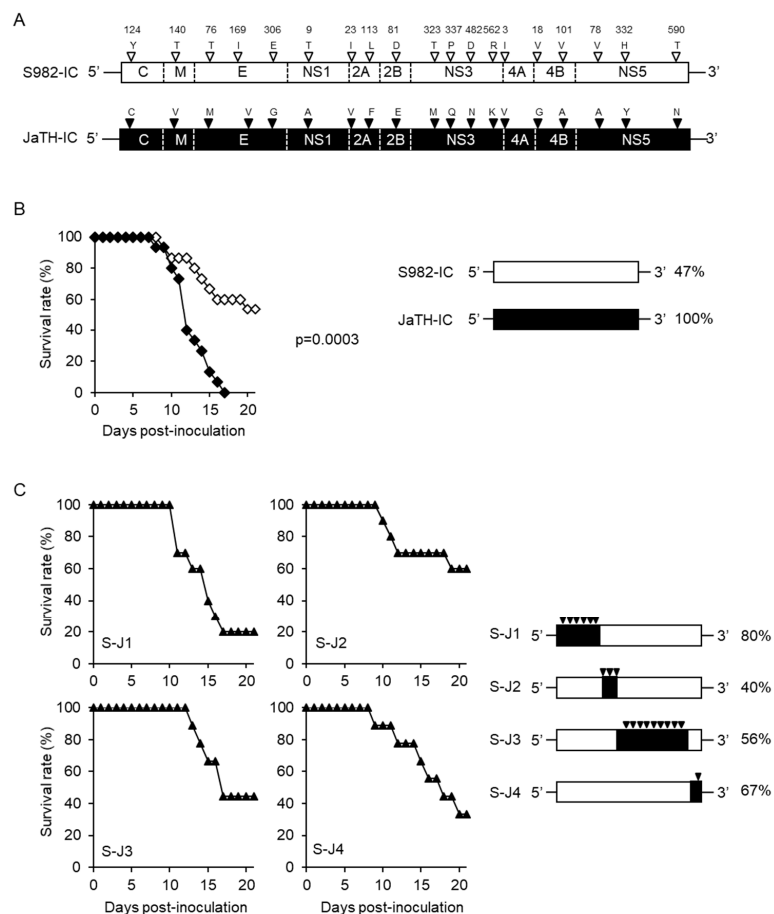 A
124 140 76 169 306 9 23 113 81 323 337 482 562 3 18 101 78 332 590
Y T T I E T I L D T P D R I V V V H T
S982-IC 5’ C M E NS1 2A 2B NS3 4A 4B NS5 3’
C V M V G A V F E M Q N K V G A A Y N
JaTH-IC 5’ C M E NS1 2A 2B NS3 4A 4B NS5 3’
B
Survival rate (%)
100
80
60
40
20
0
0 5 10 15 20
Days post-inoculation
p=0.0003
S982-IC 5’ 3’ 47%
JaTH-IC 5’ 3’ 100%
C
Survival rate (%)
100
80
60
40
20
0
S-J1
0 5 10 15 20
100
80
60
40
20
0
S-J2
0 5 10 15 20
Survival rate (%)
100
80
60
40
20
0
S-J3
0 5 10 15 20
Days post-inoculation
100
80
60
40
20
0
S-J4
0 5 10 15 20
Days post-inoculation
S-J1 5’ 3’ 80%
S-J2 5’ 3’ 40%
S-J3 5’ 3’ 56%
S-J4 5’ 3’ 67%